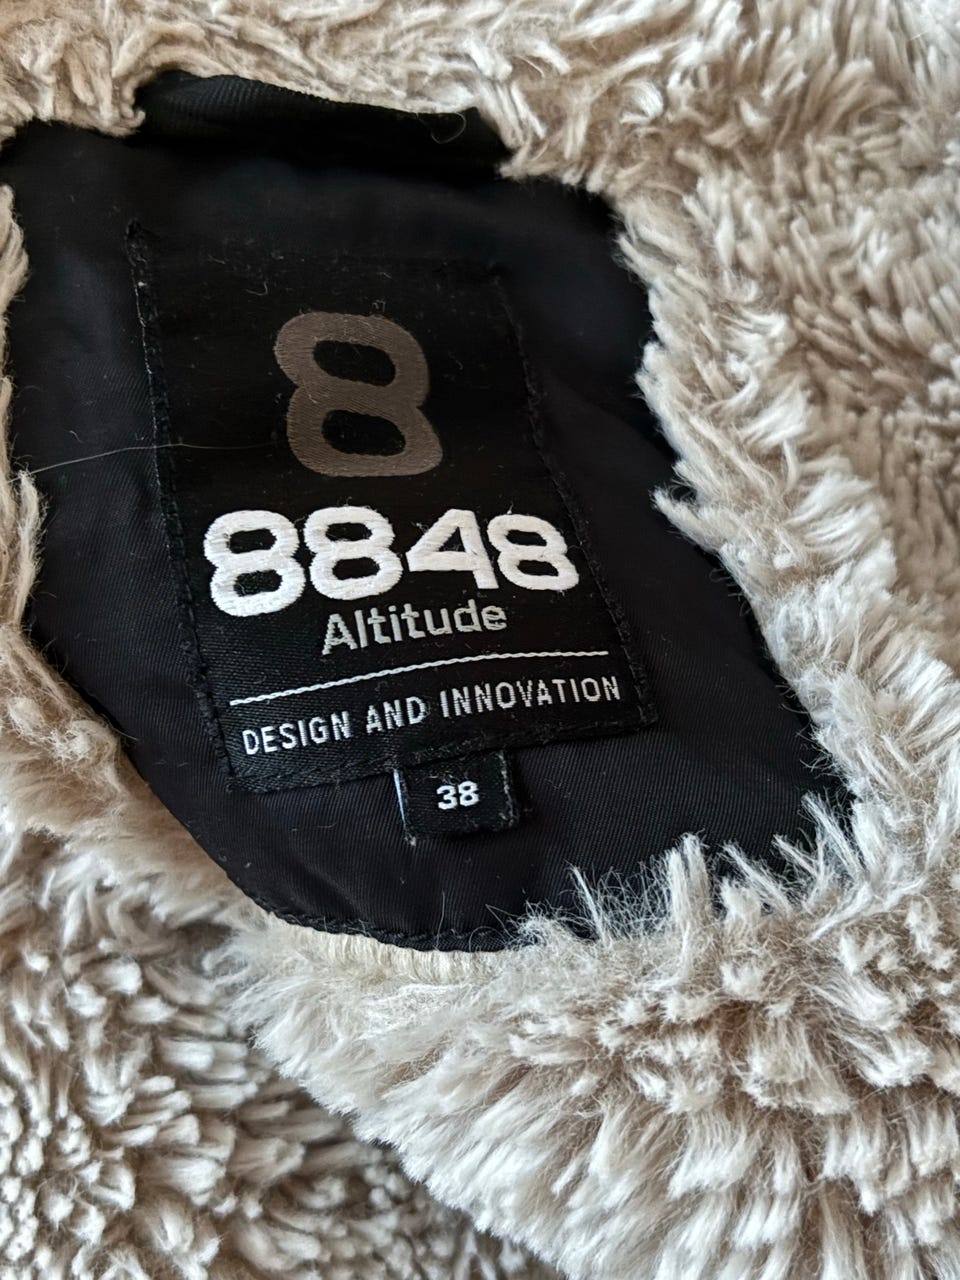 8
8848
Altitude
DESIGN AND INNOVATION
38